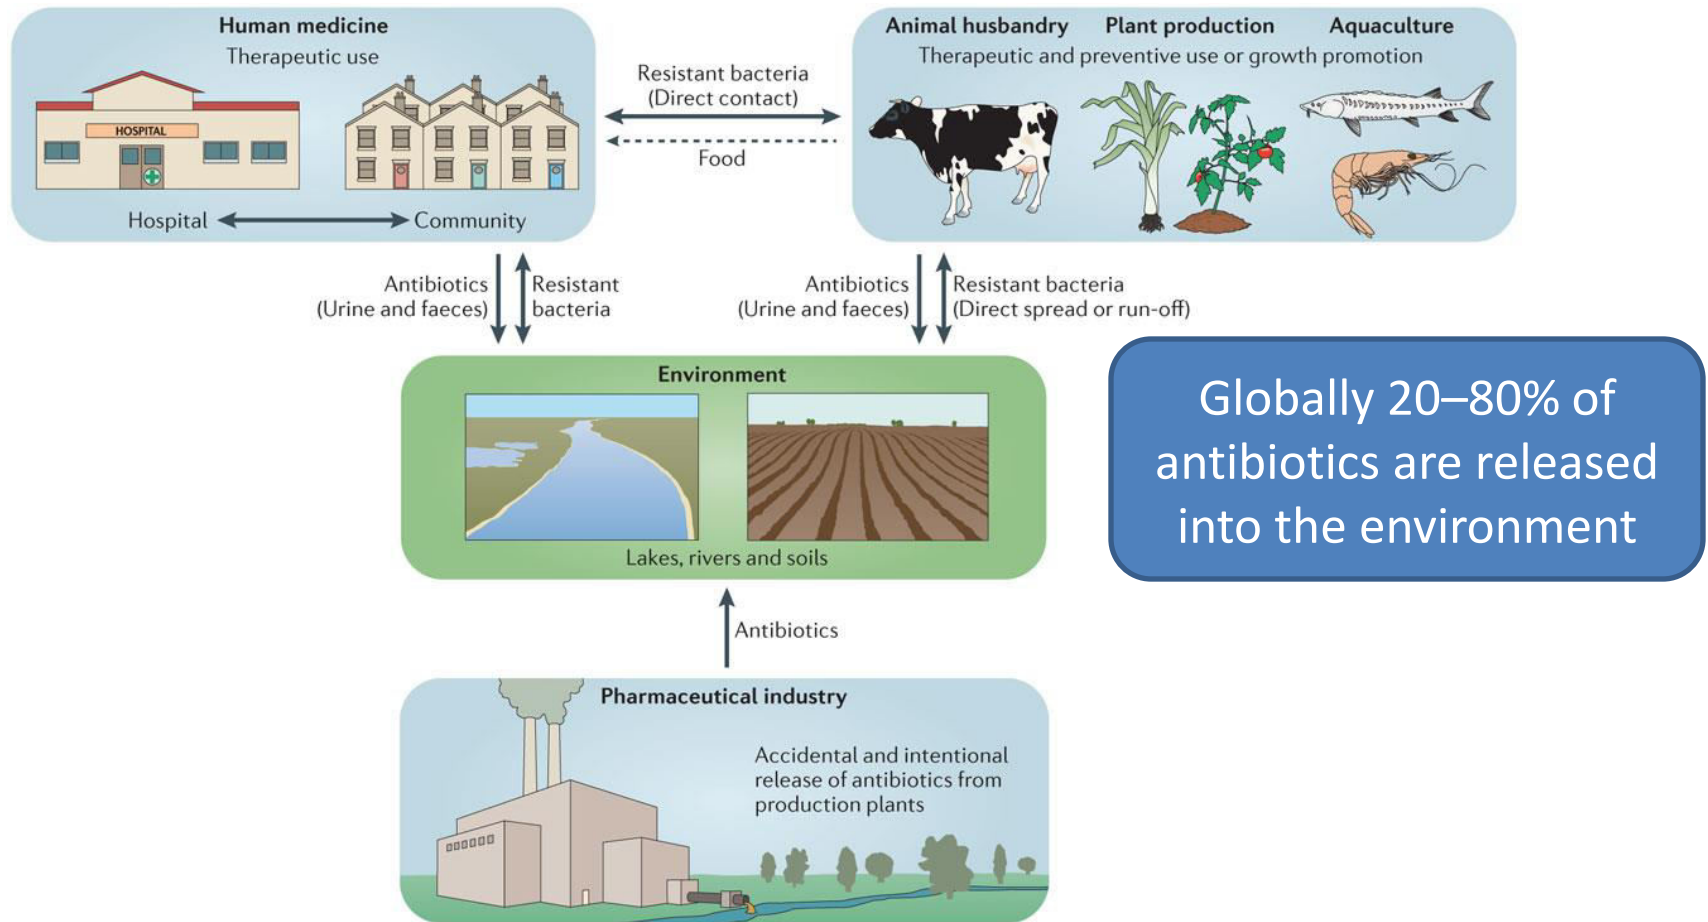 Human medicine
Therapeutic use
HOSPITAL
Hospital
Community
Resistant bacteria
(Direct contact)
Food
Animal husbandry
Plant production
Aquaculture
Therapeutic and preventive use or growth promotion
Antibiotics
(Urine and faeces)
Resistant
bacteria
Antibiotics
(Urine and faeces)
Resistant bacteria
(Direct spread or run-off)
Environment
Lakes, rivers and soils
Globally 20–80% of
antibiotics are released
into the environment
Antibiotics
Pharmaceutical industry
Accidental and intentional
release of antibiotics from
production plants